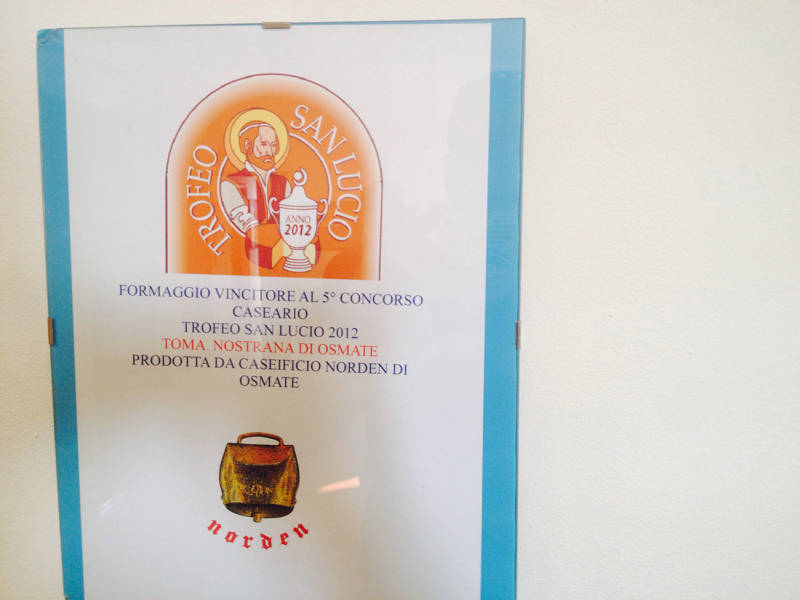 TROFEO SAN LUCIO
ANNO
2012
FORMAGGIO VINCITORE AL 5° CONCORSO
CASEARIO
TROFEO SAN LUCIO 2012
TOMA NOSTRANA DI OSMATE
PRODOTTA DA CASEIFICIO NORDEN DI
OSMATE
norden